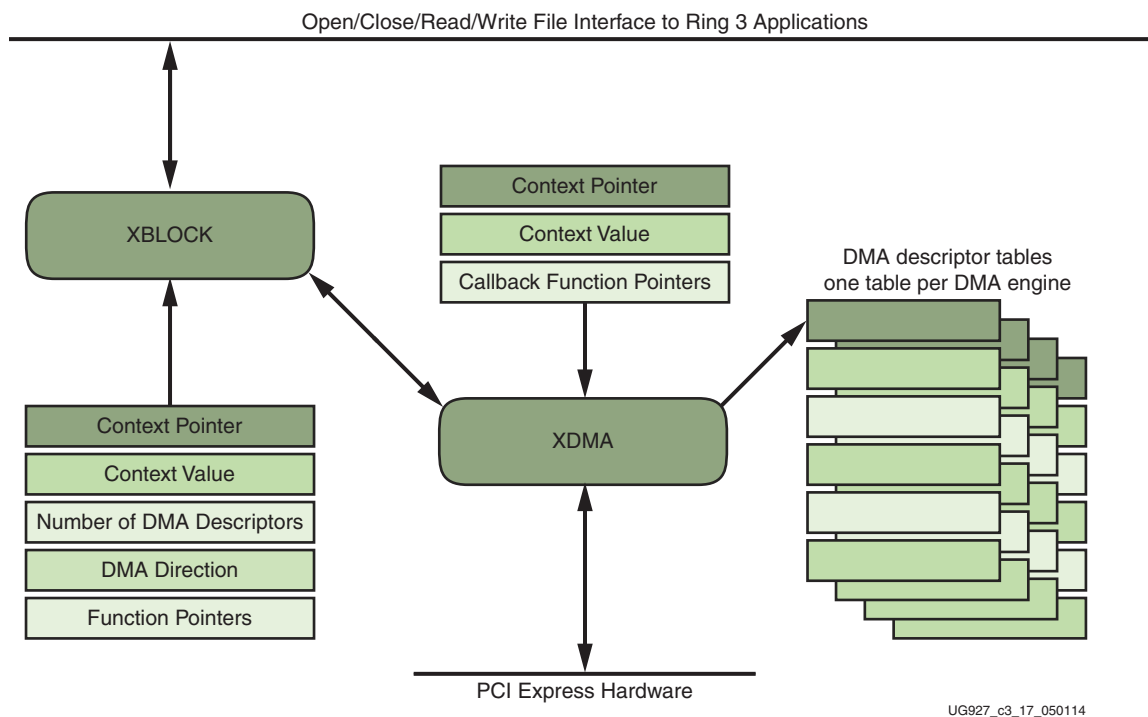 Open/Close/Read/Write File Interface to Ring 3 Applications
XBLOCK
Context Pointer
Context Value
Callback Function Pointers
DMA descriptor tables
one table per DMA engine
Context Pointer
Context Value
Number of DMA Descriptors
DMA Direction
Function Pointers
XDMA
PCI Express Hardware
UG927_c3_17_050114